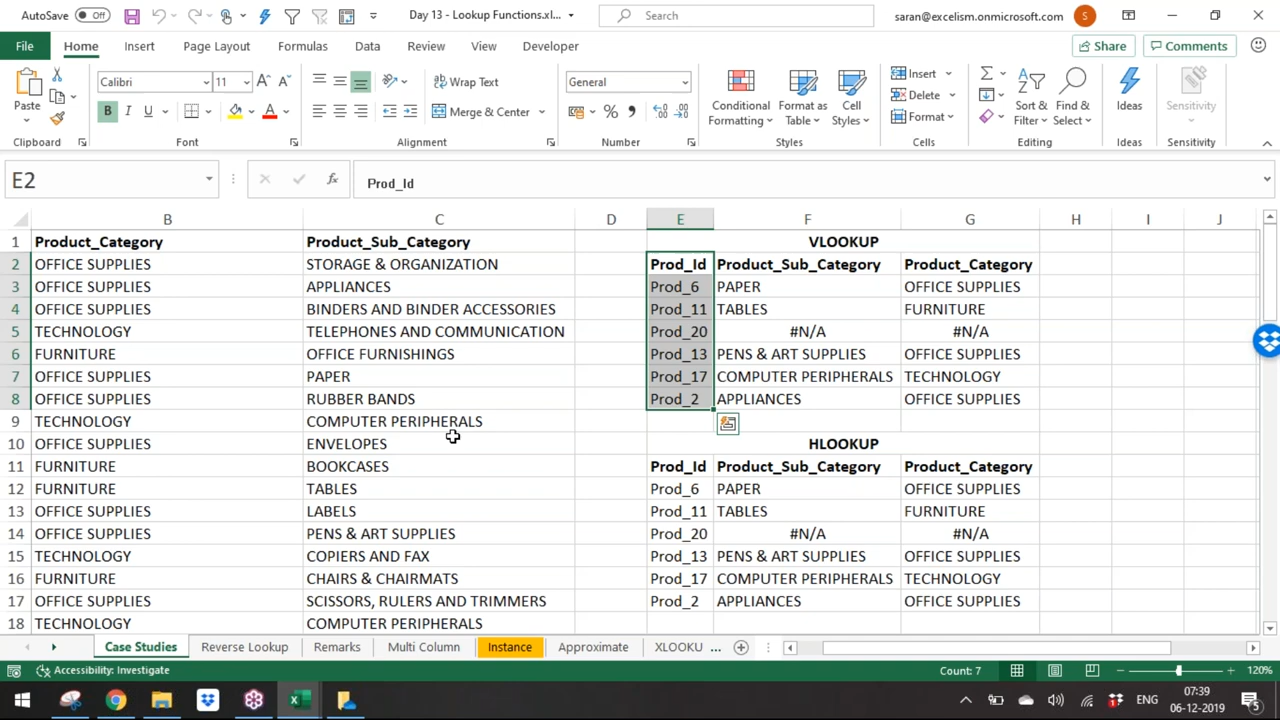 AutoSave Off Day 13 - Lookup Functions.xl... Search saran@excelism.onmicrosoft.com S
File Home Insert Page Layout Formulas Data Review View Developer Share Comments
Calibri 11 Wrap Text General Insert
Paste B I U Merge & Center % Conditional Formatting Format as Table Cell Styles Delete Format Sort & Filter Find & Select Ideas Sensitivity
Clipboard Font Alignment Number Styles Cells Editing Ideas Sensitivity
E2 fx Prod_Id
B C D E F G H I J
1 Product_Category Product_Sub_Category VLOOKUP
2 OFFICE SUPPLIES STORAGE & ORGANIZATION Prod_Id Product_Sub_Category Product_Category
3 OFFICE SUPPLIES APPLIANCES Prod_6 PAPER OFFICE SUPPLIES
4 OFFICE SUPPLIES BINDERS AND BINDER ACCESSORIES Prod_11 TABLES FURNITURE
5 TECHNOLOGY TELEPHONES AND COMMUNICATION Prod_20 #N/A #N/A
6 FURNITURE OFFICE FURNISHINGS Prod_13 PENS & ART SUPPLIES OFFICE SUPPLIES
7 OFFICE SUPPLIES PAPER Prod_17 COMPUTER PERIPHERALS TECHNOLOGY
8 OFFICE SUPPLIES RUBBER BANDS Prod_2 APPLIANCES OFFICE SUPPLIES
9 TECHNOLOGY COMPUTER PERIPHERALS
10 OFFICE SUPPLIES ENVELOPES HLOOKUP
11 FURNITURE BOOKCASES Prod_Id Product_Sub_Category Product_Category
12 FURNITURE TABLES Prod_6 PAPER OFFICE SUPPLIES
13 OFFICE SUPPLIES LABELS Prod_11 TABLES FURNITURE
14 OFFICE SUPPLIES PENS & ART SUPPLIES Prod_20 #N/A #N/A
15 TECHNOLOGY COPIERS AND FAX Prod_13 PENS & ART SUPPLIES OFFICE SUPPLIES
16 FURNITURE CHAIRS & CHAIRMATS Prod_17 COMPUTER PERIPHERALS TECHNOLOGY
17 OFFICE SUPPLIES SCISSORS, RULERS AND TRIMMERS Prod_2 APPLIANCES OFFICE SUPPLIES
18 TECHNOLOGY COMPUTER PERIPHERALS
Case Studies Reverse Lookup Remarks Multi Column Instance Approximate XLOOKU ...
Accessibility: Investigate Count: 7 120%
ENG 07:39 06-12-2019 5